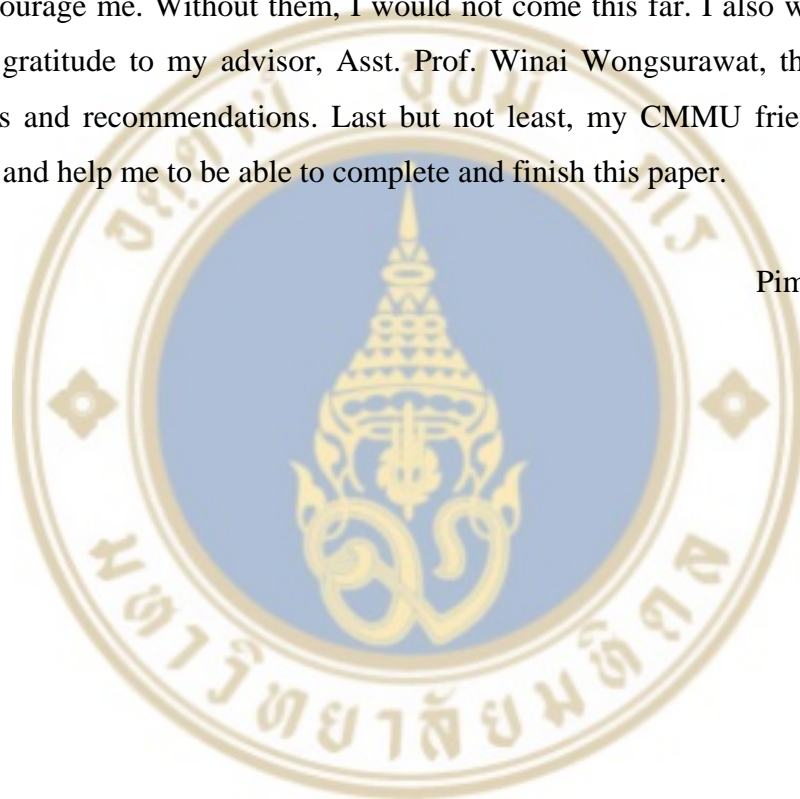 ourage me. Without them, I would not come this far. I also w
gratitude to my advisor, Asst. Prof. Winai Wongsurawat, th
s and recommendations. Last but not least, my CMMU frie
and help me to be able to complete and finish this paper.
Pim
มหาวิทยาลัยมหิดล